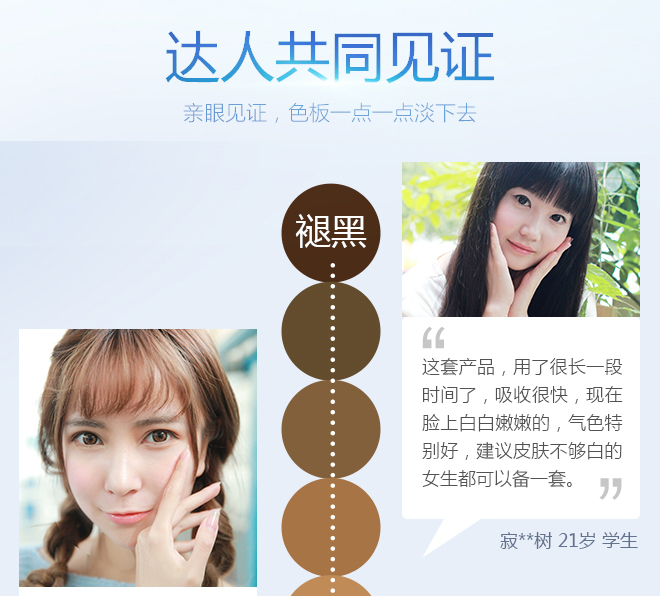 达人共同见证
亲眼见证，色板一点一点淡下去
褪黑
“
这套产品，用了很长一段
时间了，吸收很快，现在
脸上白白嫩嫩的，气色特
别好，建议皮肤不够白的
女生都可以备一套。
”
寂**树 21岁 学生